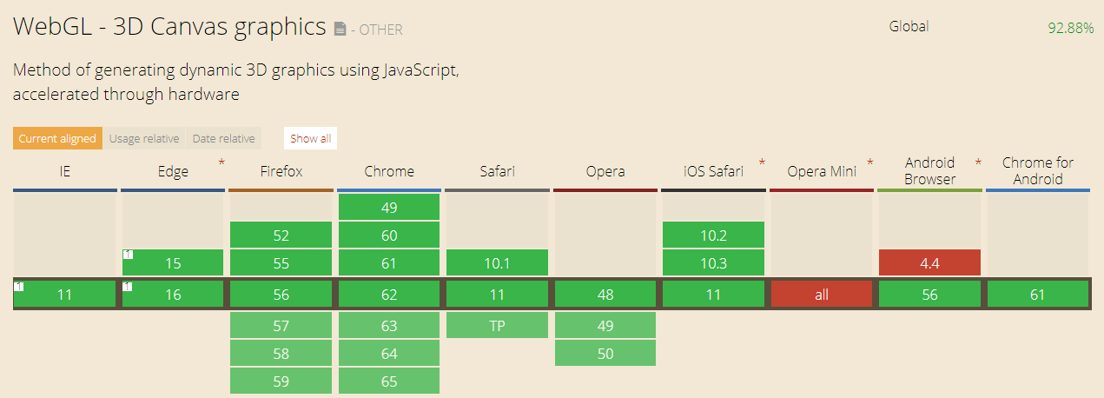 WebGL - 3D Canvas graphics - OTHER
Global 92.88%
Method of generating dynamic 3D graphics using JavaScript,
accelerated through hardware
Current aligned Usage relative Date relative Show all
IE Edge * Firefox Chrome Safari Opera iOS Safari * Opera Mini * Android Browser * Chrome for Android
49
52 60 10.2
1 15 55 61 10.1 10.3 4.4
1 11 1 16 56 62 11 48 11 all 56 61
57 63 TP 49
58 64 50
59 65